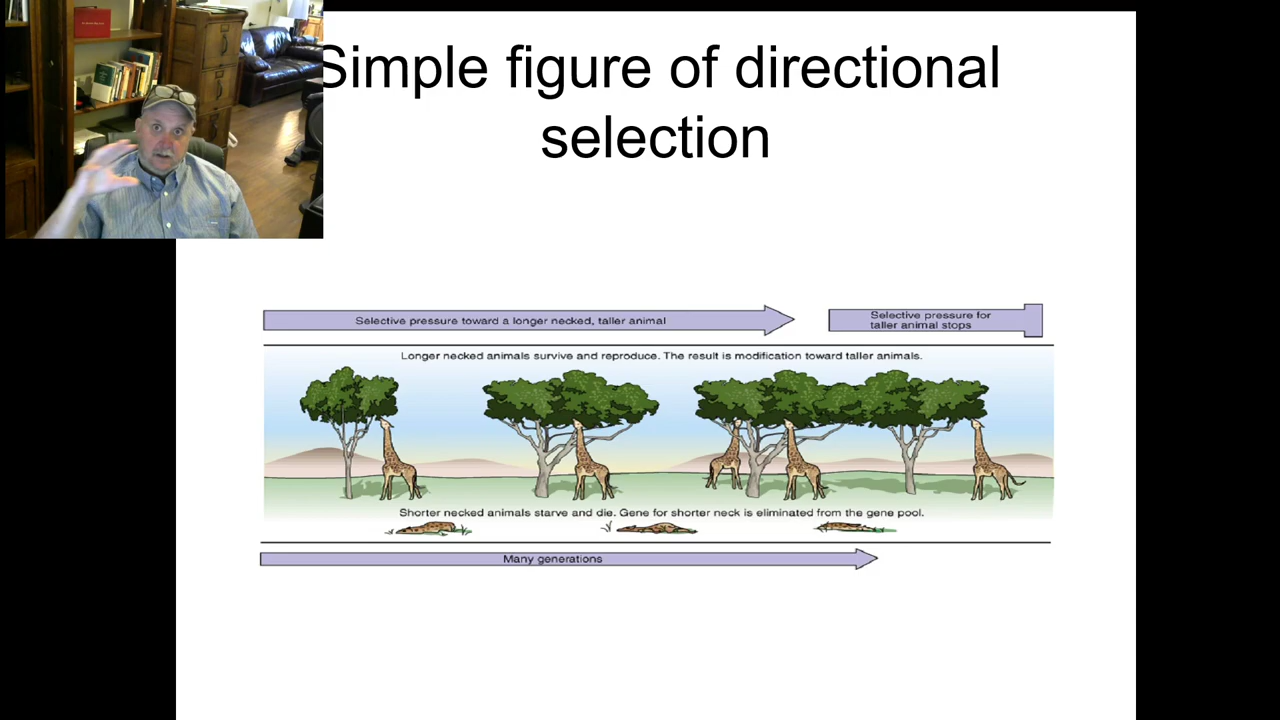 Simple figure of directional
selection
Selective pressure toward a longer necked, taller animal
Selective pressure for
taller animal stops
Longer necked animals survive and reproduce. The result is modification toward taller animals.
Shorter necked animals starve and die. Gene for shorter neck is eliminated from the gene pool.
Many generations